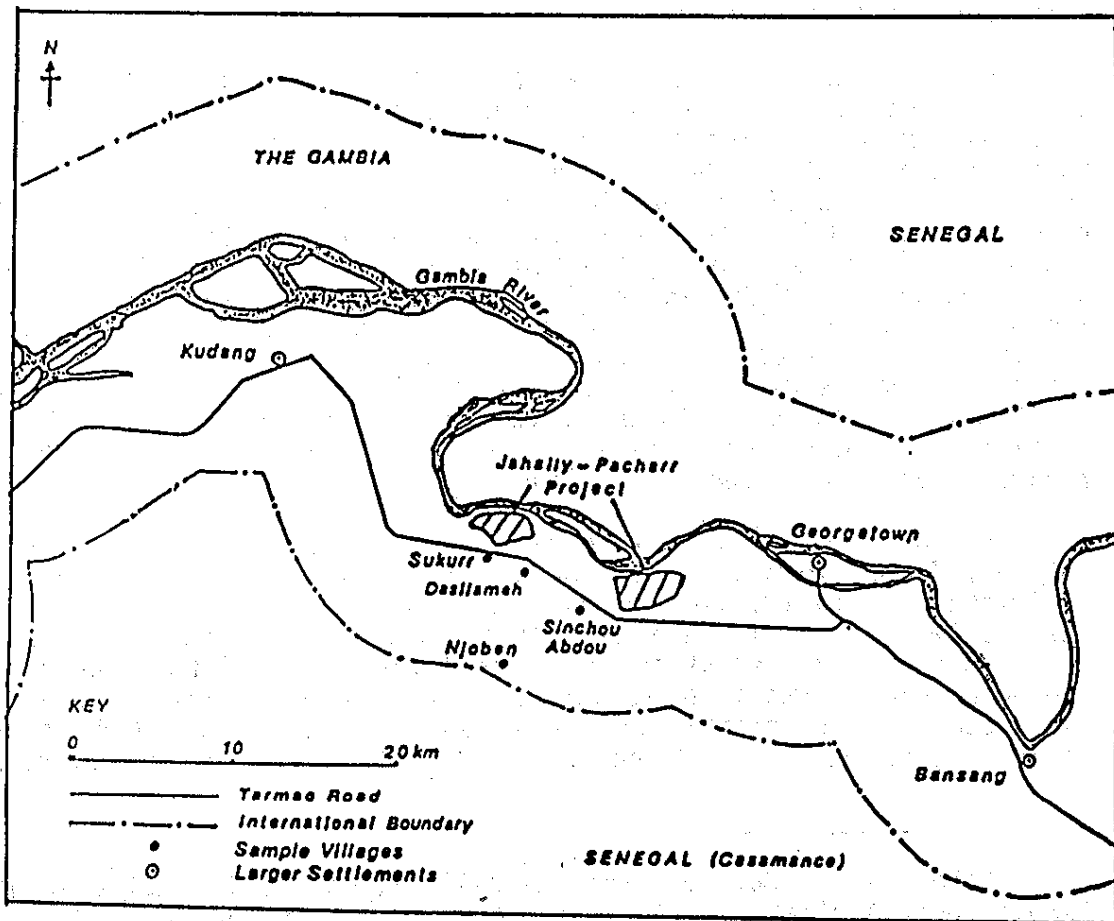 N
THE GAMBIA
SENEGAL
Gambia River
Kudang
Jahally-Pacharr
Project
Georgetown
Sukurr
Dasilameh
Sinchou
Abdou
Njoben
KEY
0 10 20 km
Bansang
Tarmac Road
International Boundary
Sample Villages
Larger Settlements
SENEGAL (Casamance)